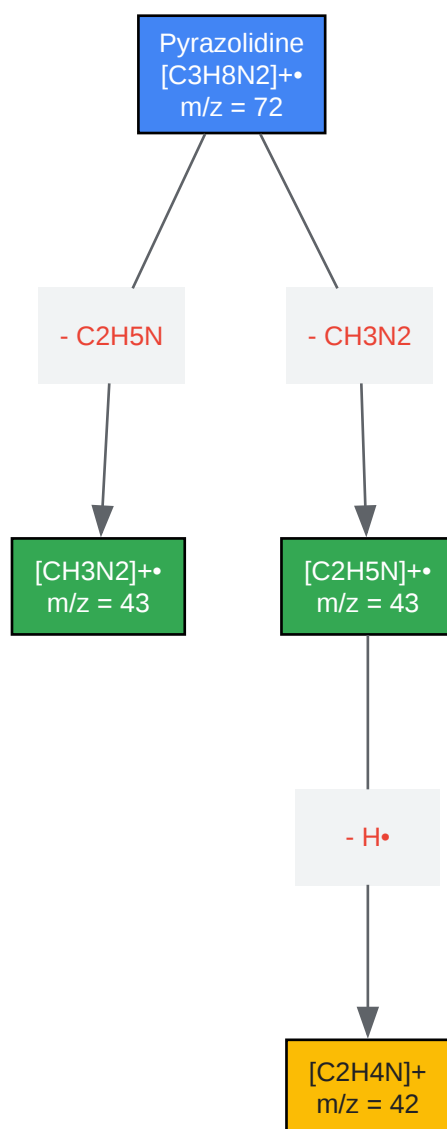 Pyrazolidine
[C3H8N2]+•
m/z = 72
- C2H5N
- CH3N2
[CH3N2]+•
m/z = 43
[C2H5N]+•
m/z = 43
- H•
[C2H4N]+
m/z = 42